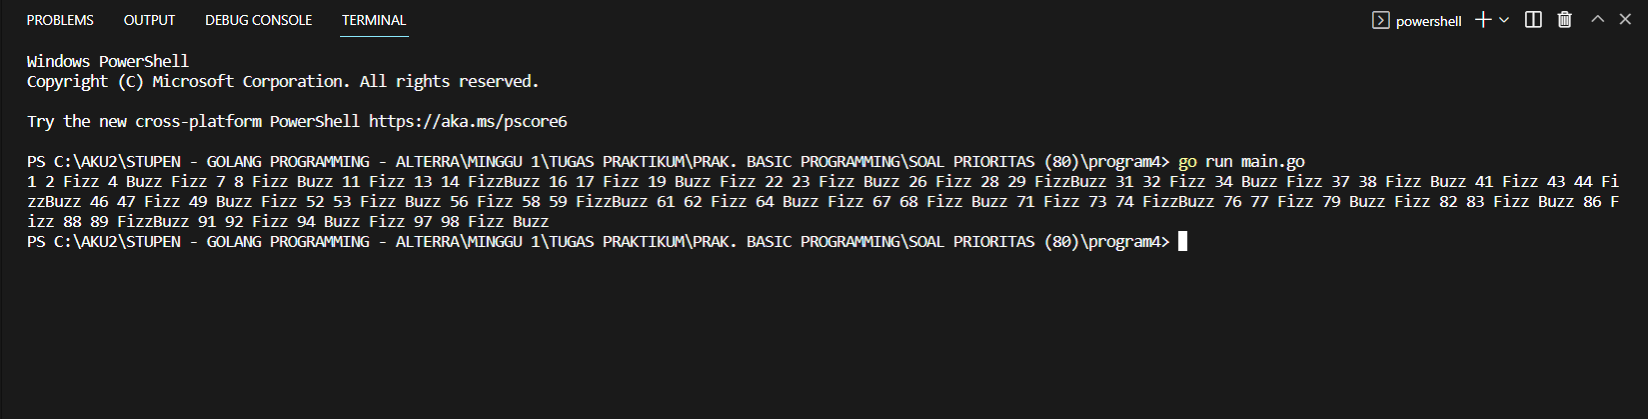 PROBLEMS OUTPUT DEBUG CONSOLE TERMINAL powershell
Windows PowerShell
Copyright (C) Microsoft Corporation. All rights reserved.
Try the new cross-platform PowerShell https://aka.ms/pscore6
PS C:\AKU2\STUPEN - GOLANG PROGRAMMING - ALTERRA\MINGGU 1\TUGAS PRAKTIKUM\PRAK. BASIC PROGRAMMING\SOAL PRIORITAS (80)\program4> go run main.go
1 2 Fizz 4 Buzz Fizz 7 8 Fizz Buzz 11 Fizz 13 14 FizzBuzz 16 17 Fizz 19 Buzz Fizz 22 23 Fizz Buzz 26 Fizz 28 29 FizzBuzz 31 32 Fizz 34 Buzz Fizz 37 38 Fizz Buzz 41 Fizz 43 44 Fi
zzBuzz 46 47 Fizz 49 Buzz Fizz 52 53 Fizz Buzz 56 Fizz 58 59 FizzBuzz 61 62 Fizz 64 Buzz Fizz 67 68 Fizz Buzz 71 Fizz 73 74 FizzBuzz 76 77 Fizz 79 Buzz Fizz 82 83 Fizz Buzz 86 F
izz 88 89 FizzBuzz 91 92 Fizz 94 Buzz Fizz 97 98 Fizz Buzz
PS C:\AKU2\STUPEN - GOLANG PROGRAMMING - ALTERRA\MINGGU 1\TUGAS PRAKTIKUM\PRAK. BASIC PROGRAMMING\SOAL PRIORITAS (80)\program4>